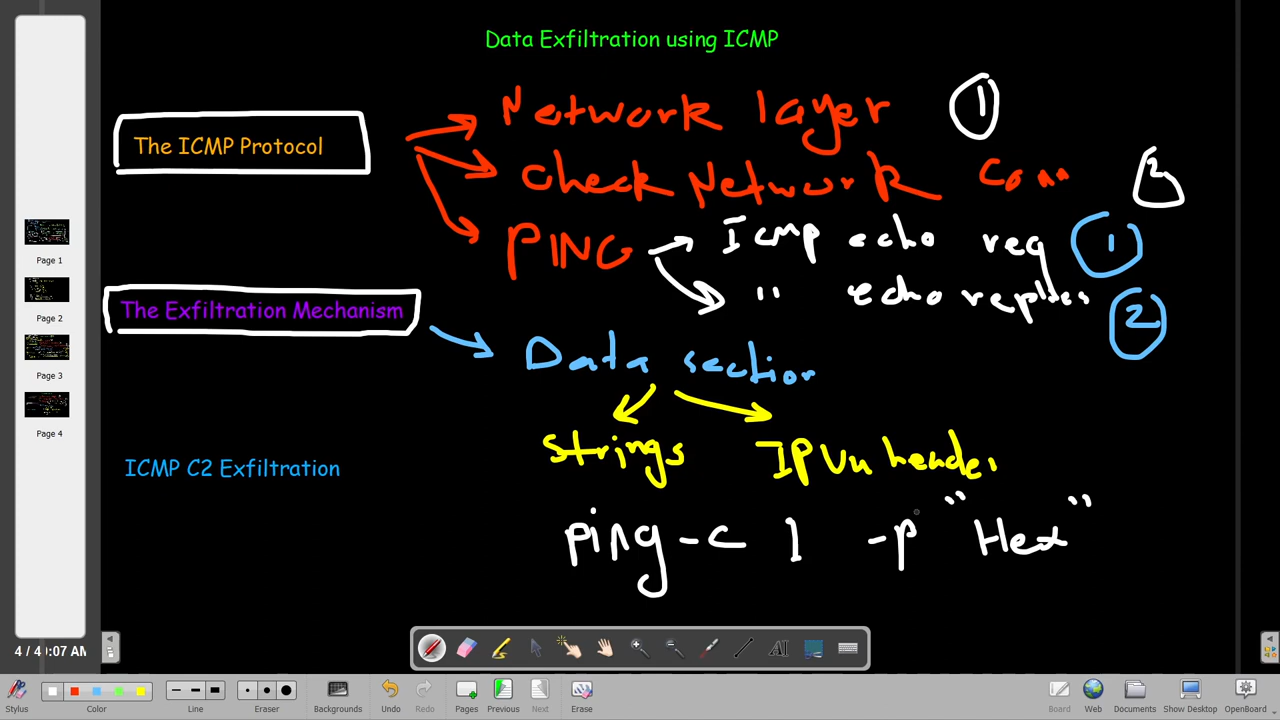 Data Exfiltration using ICMP
The ICMP Protocol
Network layer 1
Check Network Conn 2
PING Icmp echo req 1
" echo replies 2
The Exfiltration Mechanism
Data section
Strings IPVn header
ICMP C2 Exfiltration
ping -c 1 -p "Hex"
Page 1
Page 2
Page 3
Page 4
Stylus
Color
Line
Eraser
Backgrounds
Undo
Redo
Pages
Previous
Next
Erase
Board
Web
Documents
Show Desktop
OpenBoard